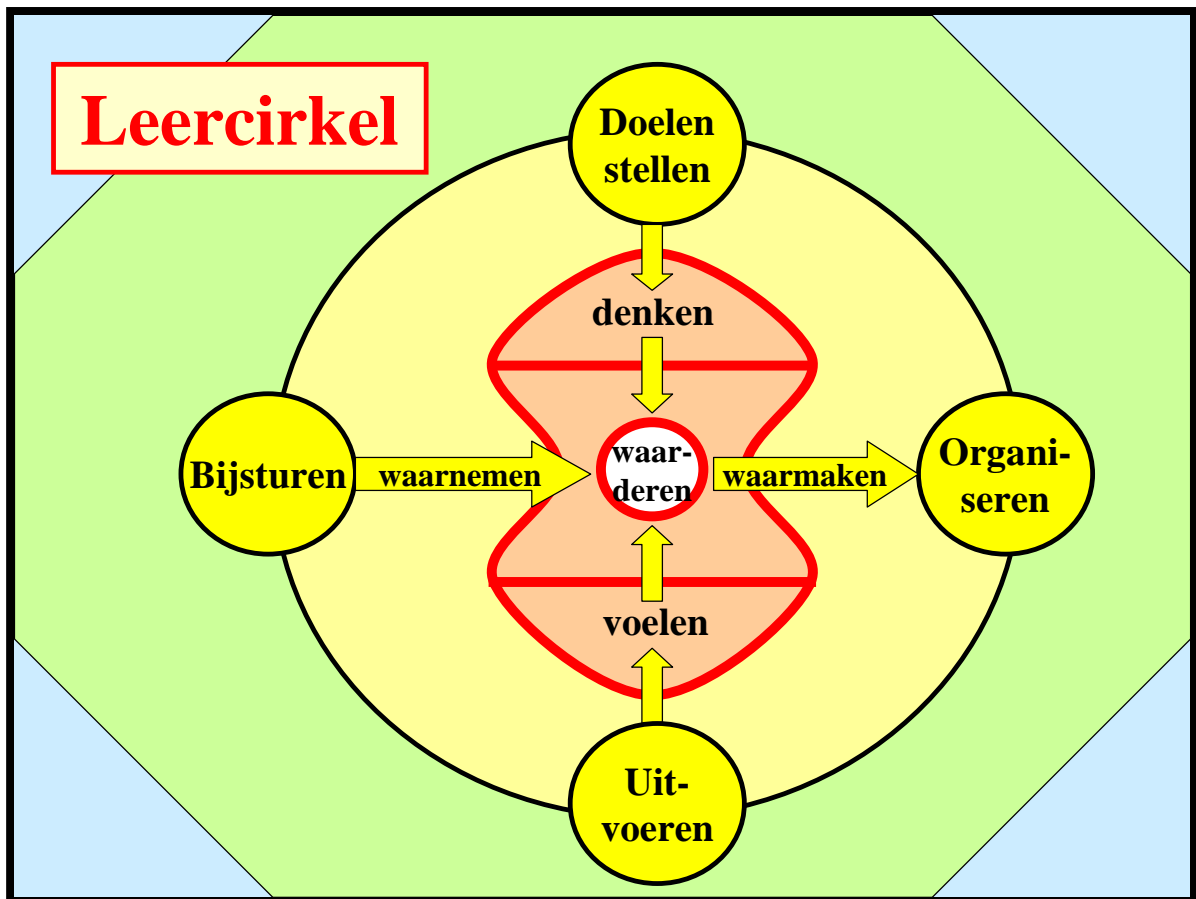 Leercirkel
Doelen
stellen
denken
Bijsturen
waarnemen
waar-
deren
waarmaken
Organi-
seren
voelen
Uit-
voeren